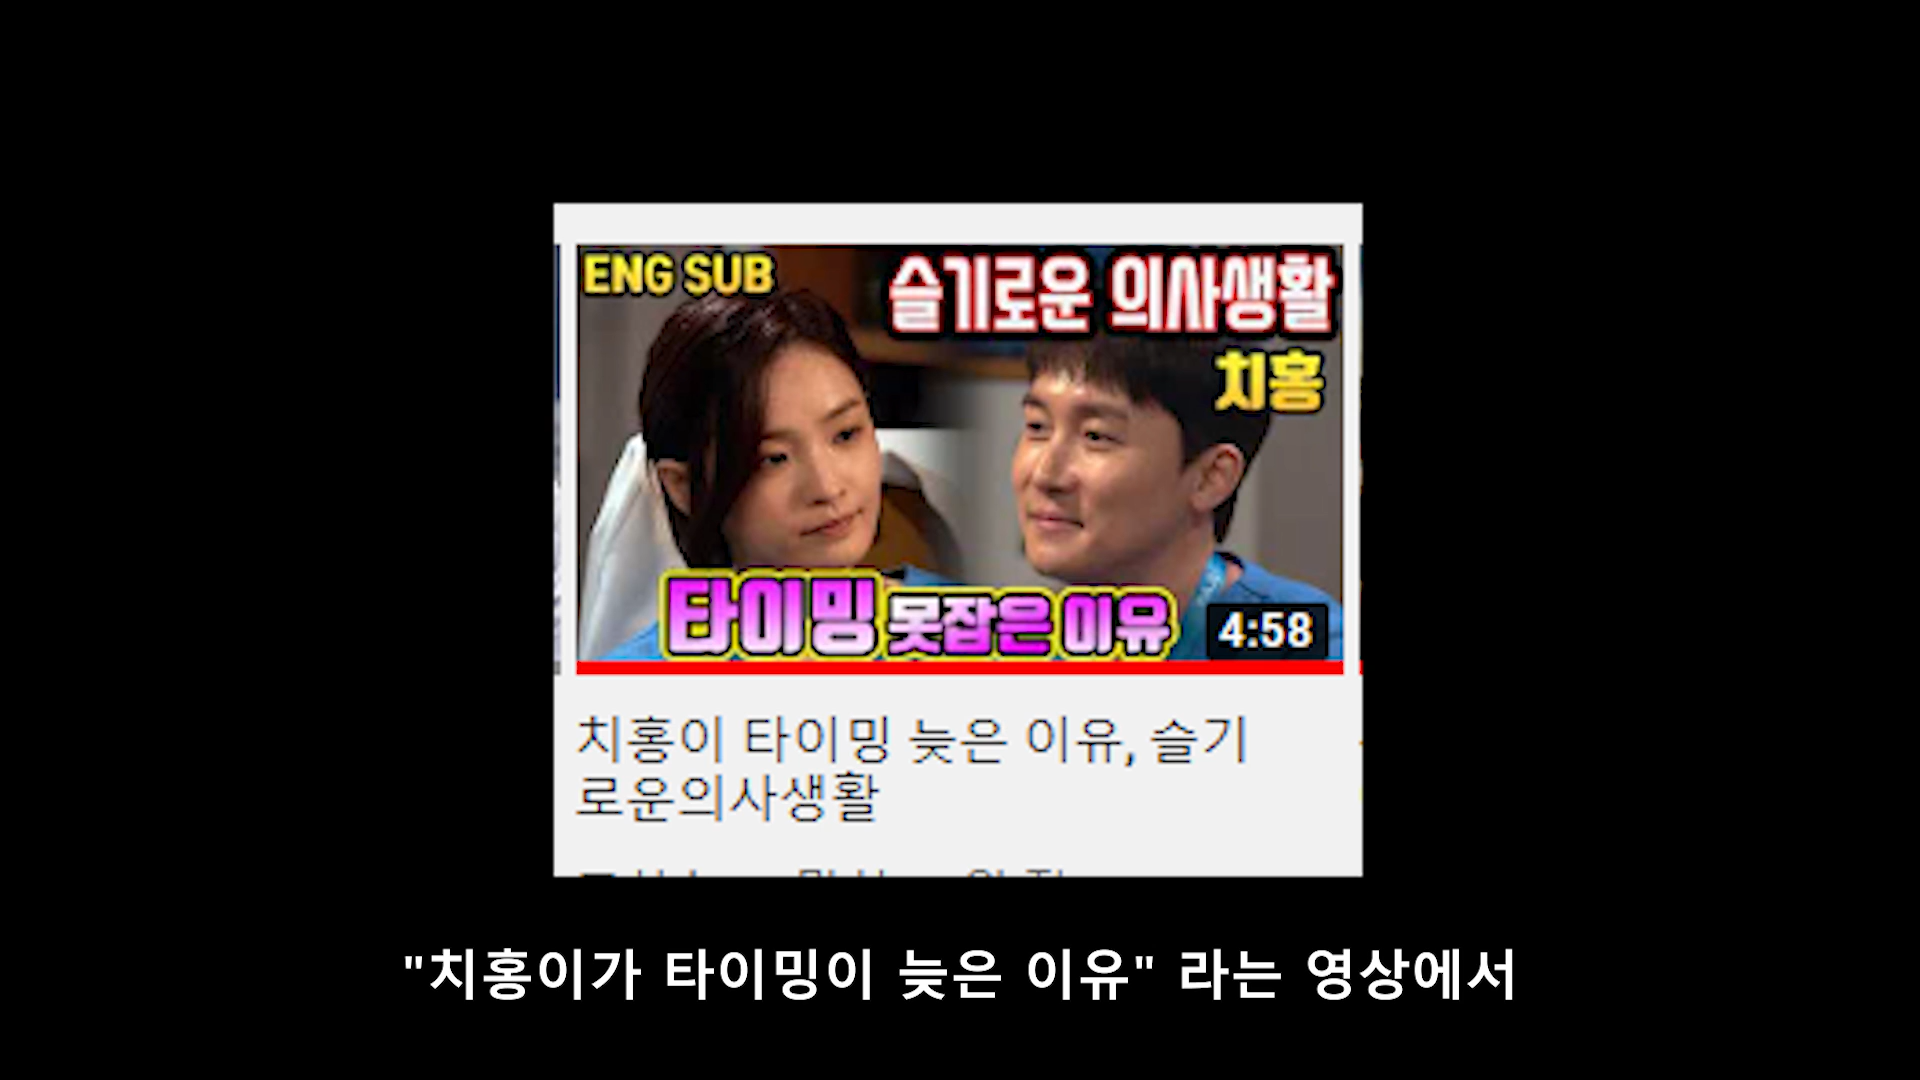 ENG SUB
슬기로운 의사생활
치홍
타이밍 못잡은 이유
4:58
치홍이 타이밍 늦은 이유, 슬기
로운의사생활
"치홍이가 타이밍이 늦은 이유" 라는 영상에서